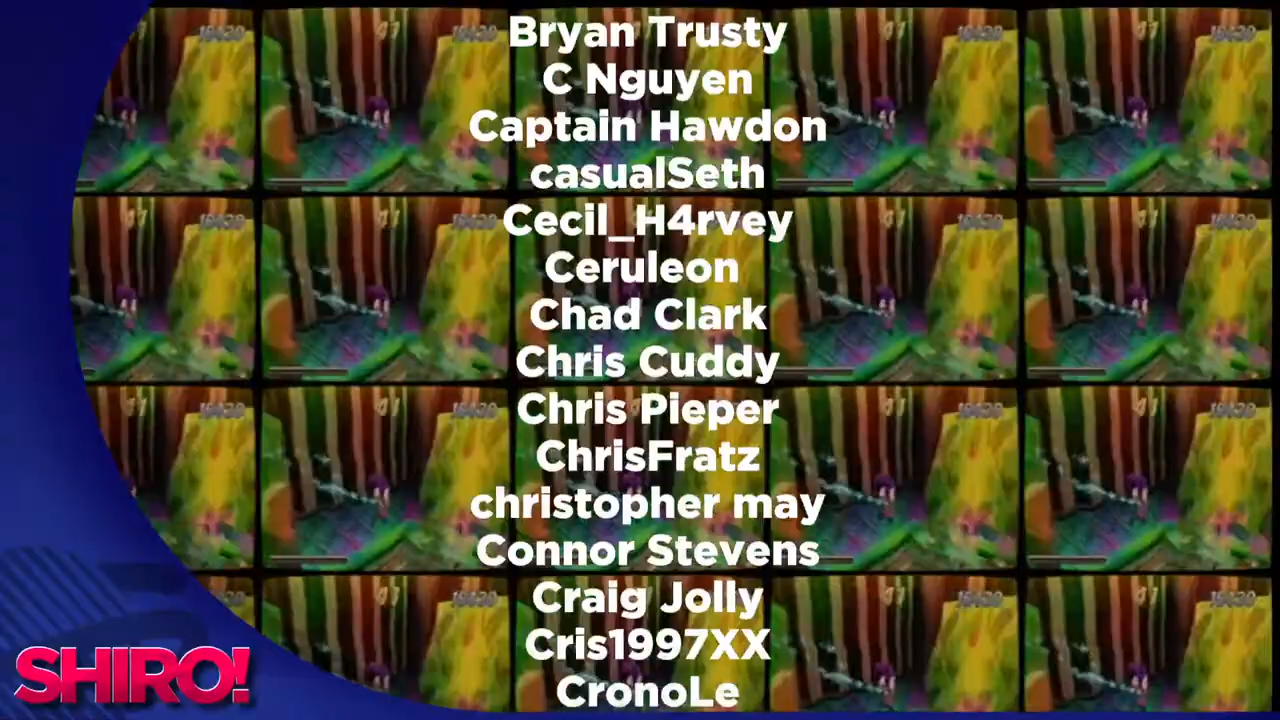 Bryan Trusty
C Nguyen
Captain Hawdon
casualSeth
Cecil_H4rvey
Ceruleon
Chad Clark
Chris Cuddy
Chris Pieper
ChrisFratz
christopher may
Connor Stevens
Craig Jolly
Cris1997XX
CronoLe
SHIRO!